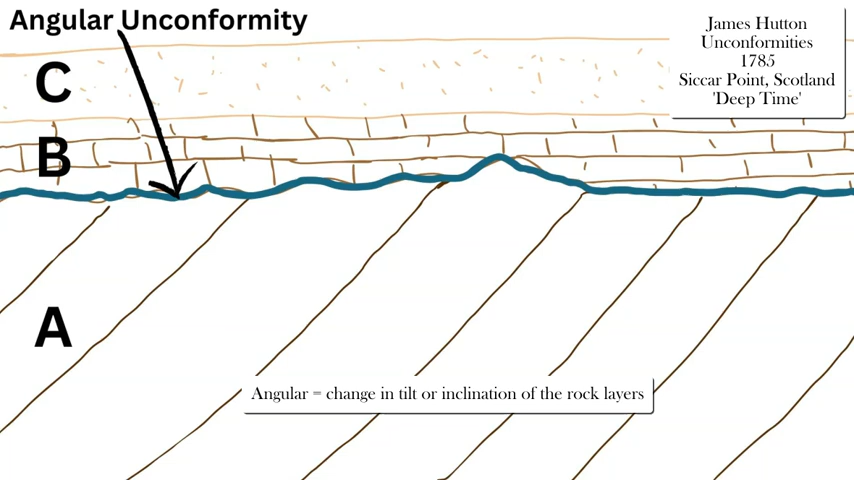 Angular Unconformity
James Hutton
Unconformities
1785
Siccar Point, Scotland
'Deep Time'
C
B
A
Angular = change in tilt or inclination of the rock layers